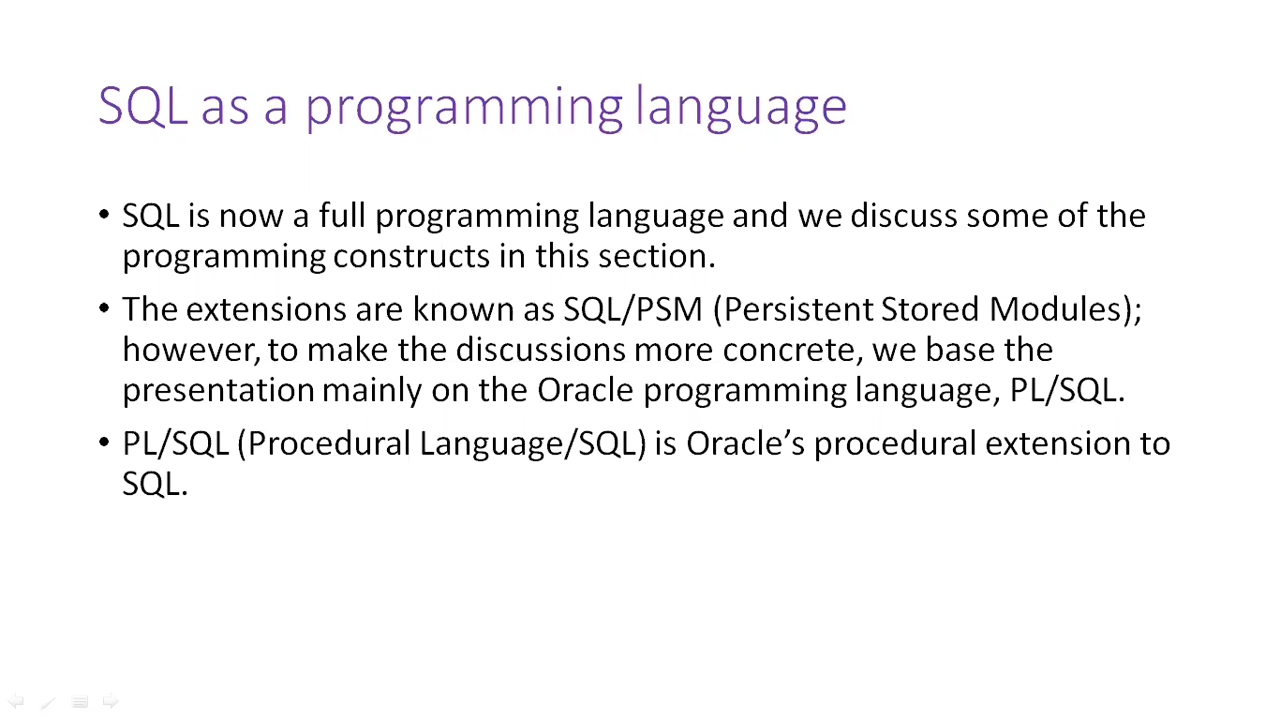 SQL as a programming language
• SQL is now a full programming language and we discuss some of the
programming constructs in this section.
• The extensions are known as SQL/PSM (Persistent Stored Modules);
however, to make the discussions more concrete, we base the
presentation mainly on the Oracle programming language, PL/SQL.
• PL/SQL (Procedural Language/SQL) is Oracle’s procedural extension to
SQL.